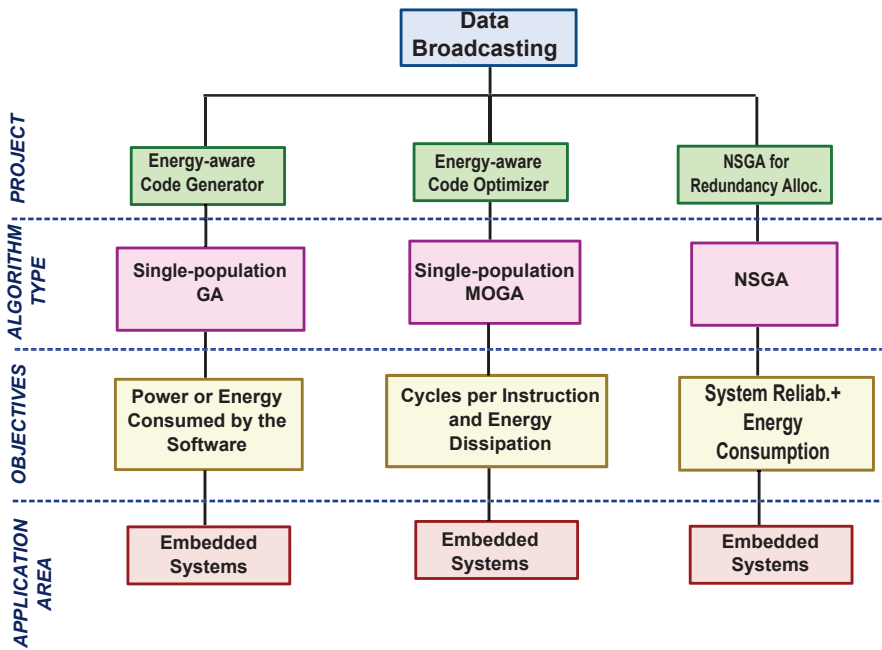 Data
Broadcasting
PROJECT
Energy-aware
Code Generator
Energy-aware
Code Optimizer
NSGA for
Redundancy Alloc.
ALGORITHM
TYPE
Single-population
GA
Single-population
MOGA
NSGA
OBJECTIVES
Power or Energy
Consumed by the
Software
Cycles per Instruction
and Energy
Dissipation
System Reliab.+
Energy
Consumption
APPLICATION
AREA
Embedded
Systems
Embedded
Systems
Embedded
Systems